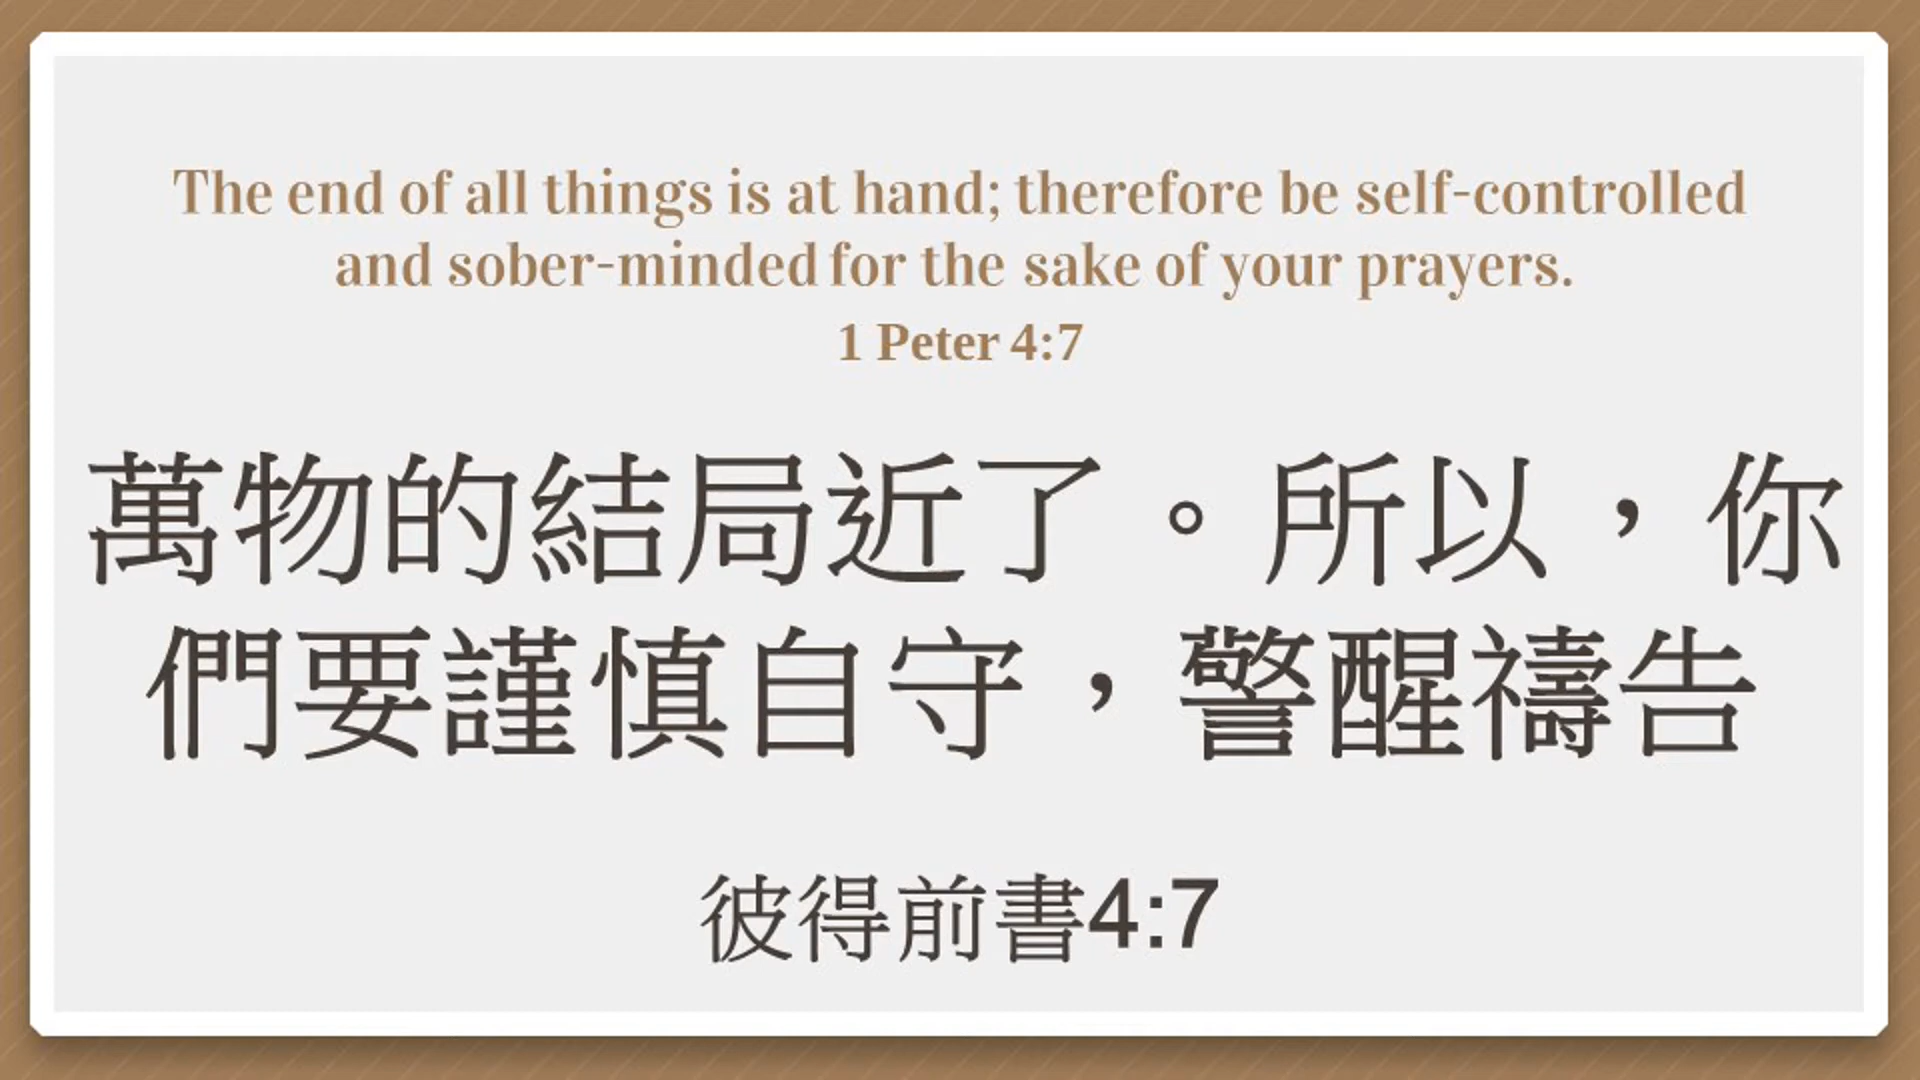 The end of all things is at hand; therefore be self-controlled
and sober-minded for the sake of your prayers.
1 Peter 4:7
萬物的結局近了。所以，你
們要謹慎自守，警醒禱告
彼得前書4:7